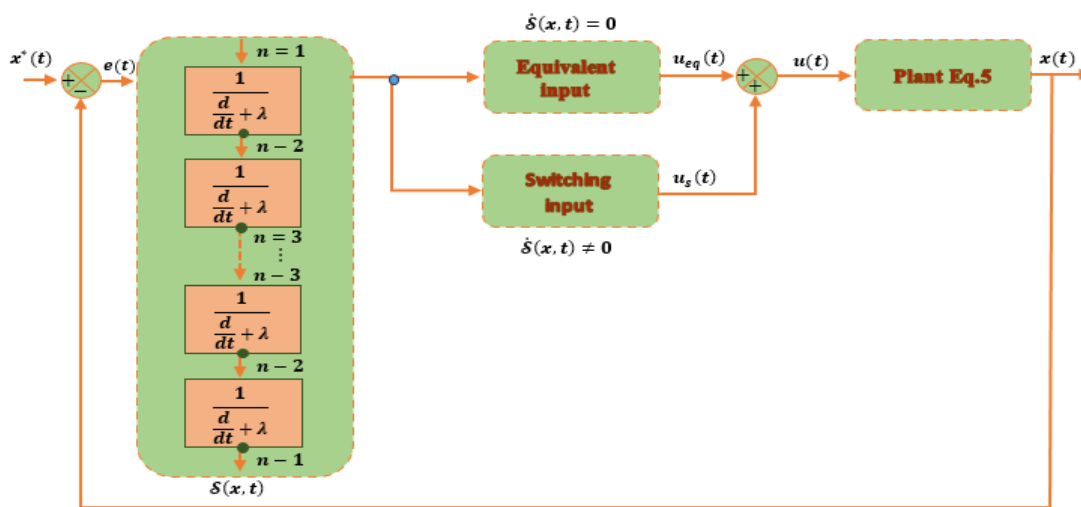 𝓢̇(x, t) = 0
x*(t)
e(t)
+
−
n = 1
1
d
dt + λ
n − 2
1
d
dt + λ
n = 3
⋮
n − 3
1
d
dt + λ
n − 2
1
d
dt + λ
n − 1
𝓢(x, t)
Equivalent
input
u_eq(t)
+
+
u(t)
Plant Eq.5
x(t)
Switching
input
u_s(t)
𝓢̇(x, t) ≠ 0